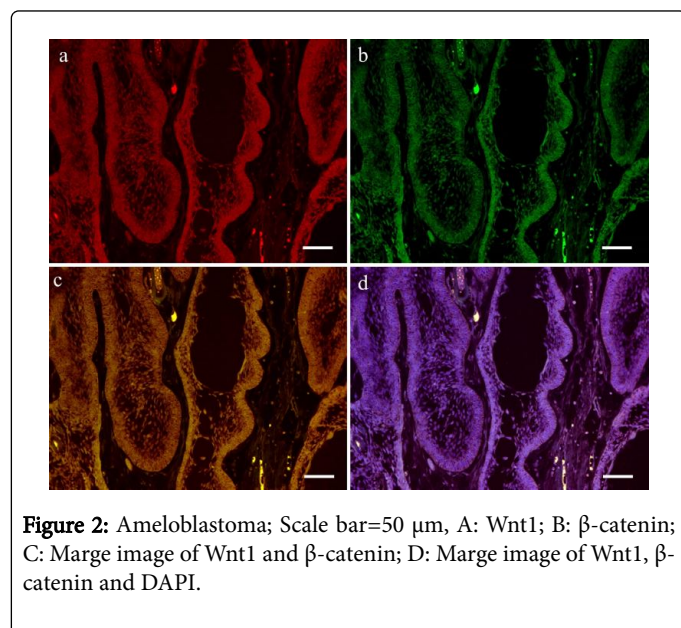 a
b
c
d
Figure 2: Ameloblastoma; Scale bar=50 μm, A: Wnt1; B: β-catenin;
C: Marge image of Wnt1 and β-catenin; D: Marge image of Wnt1, β-
catenin and DAPI.